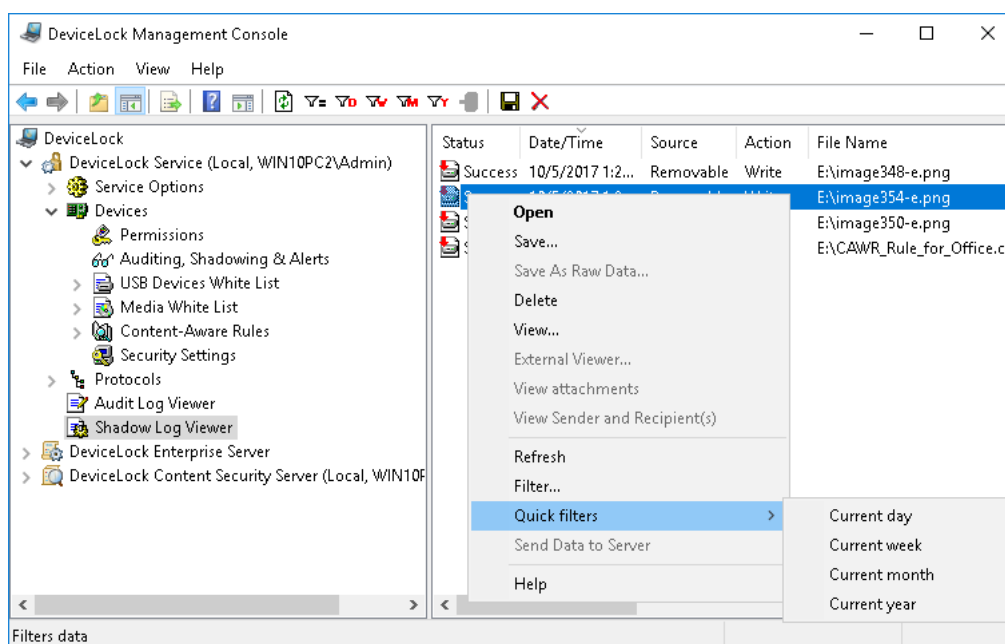 DeviceLock Management Console
File Action View Help
DeviceLock
DeviceLock Service (Local, WIN10PC2\Admin)
Service Options
Devices
Permissions
Auditing, Shadowing & Alerts
USB Devices White List
Media White List
Content-Aware Rules
Security Settings
Protocols
Audit Log Viewer
Shadow Log Viewer
DeviceLock Enterprise Server
DeviceLock Content Security Server (Local, WIN10
Status Date/Time Source Action File Name
Success 10/5/2017 1:2... Removable Write E:\image348-e.png
E:\image354-e.png
E:\image350-e.png
E:\CAWR_Rule_for_Office.c
Open
Save...
Save As Raw Data...
Delete
View...
External Viewer...
View attachments
View Sender and Recipient(s)
Refresh
Filter...
Quick filters
Send Data to Server
Help
Current day
Current week
Current month
Current year
Filters data